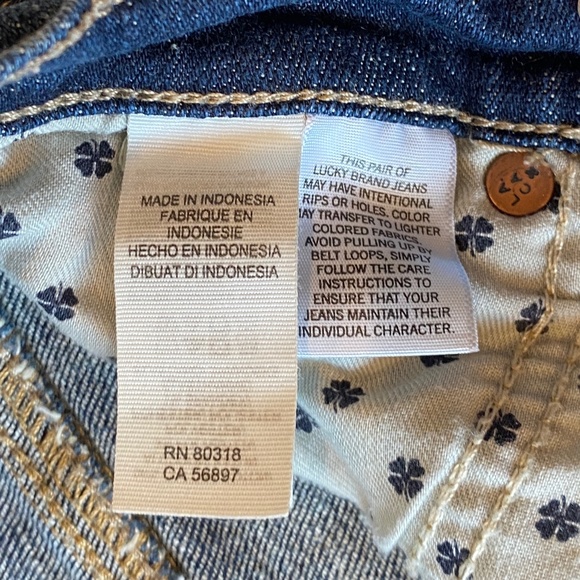 MADE IN INDONESIA
FABRIQUE EN
INDONESIE
HECHO EN INDONESIA
DIBUAT DI INDONESIA
RN 80318
CA 56897
THIS PAIR OF
LUCKY BRAND JEANS
MAY HAVE INTENTIONAL
RIPS OR HOLES. COLOR
MAY TRANSFER TO LIGHTER
COLORED FABRICS.
AVOID PULLING UP BY
BELT LOOPS, SIMPLY
FOLLOW THE CARE
INSTRUCTIONS TO
ENSURE THAT YOUR
JEANS MAINTAIN THEIR
INDIVIDUAL CHARACTER.